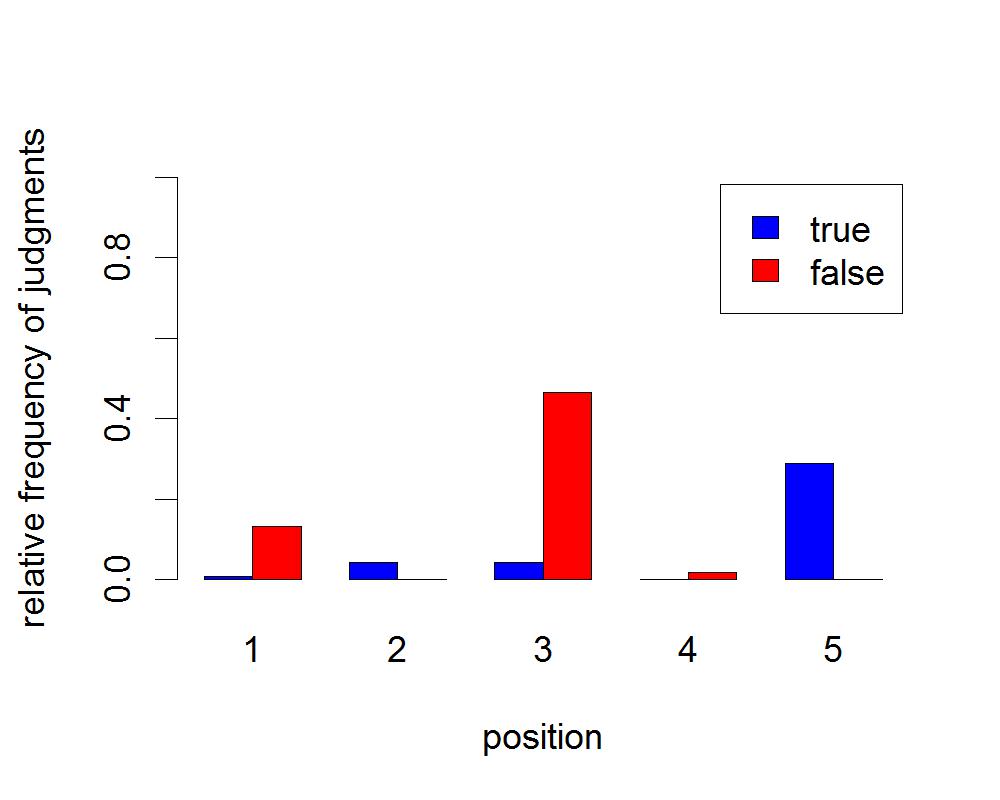 relative frequency of judgments
0.8
0.4
0.0
true
false
1 2 3 4 5
position